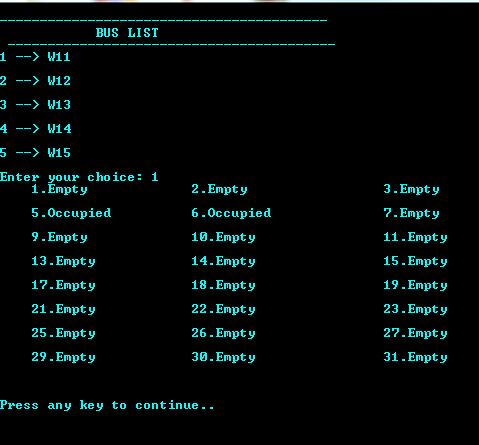 BUS LIST
1 --> W11
2 --> W12
3 --> W13
4 --> W14
5 --> W15
Enter your choice: 1
1.Empty 2.Empty 3.Empty
5.Occupied 6.Occupied 7.Empty
9.Empty 10.Empty 11.Empty
13.Empty 14.Empty 15.Empty
17.Empty 18.Empty 19.Empty
21.Empty 22.Empty 23.Empty
25.Empty 26.Empty 27.Empty
29.Empty 30.Empty 31.Empty
Press any key to continue..